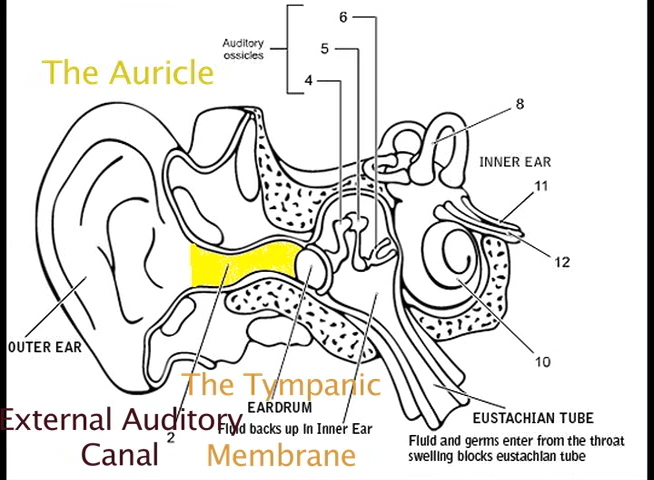 6
Auditory
ossicles
5
4
The Auricle
8
INNER EAR
11
12
10
OUTER EAR
The Tympanic
EARDRUM
External Auditory
Fluid backs up in Inner Ear
Canal
2
Membrane
EUSTACHIAN TUBE
Fluid and germs enter from the throat
swelling blocks eustachian tube